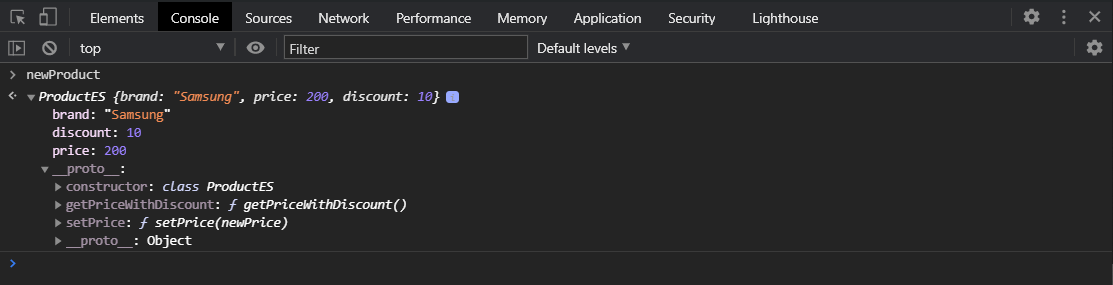 Elements Console Sources Network Performance Memory Application Security Lighthouse
top Filter Default levels
newProduct
ProductES {brand: "Samsung", price: 200, discount: 10} i
brand: "Samsung"
discount: 10
price: 200
__proto__:
constructor: class ProductES
getPriceWithDiscount: ƒ getPriceWithDiscount()
setPrice: ƒ setPrice(newPrice)
__proto__: Object